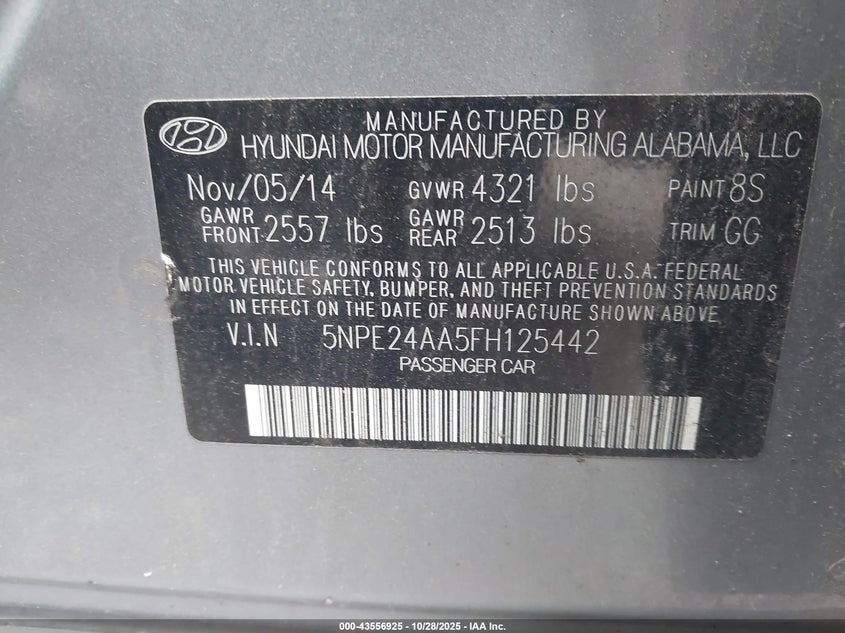 MANUFACTURED BY
HYUNDAI MOTOR MANUFACTURING ALABAMA, LLC
Nov/05/14 GVWR 4321 lbs PAINT 8S
GAWR FRONT 2557 lbs GAWR REAR 2513 lbs TRIM GG
THIS VEHICLE CONFORMS TO ALL APPLICABLE U.S.A. FEDERAL
MOTOR VEHICLE SAFETY, BUMPER, AND THEFT PREVENTION STANDARDS
IN EFFECT ON THE DATE OF MANUFACTURE SHOWN ABOVE
V.I.N 5NPE24AA5FH125442
PASSENGER CAR
000-43556925 | 10/28/2025 - IAA Inc.